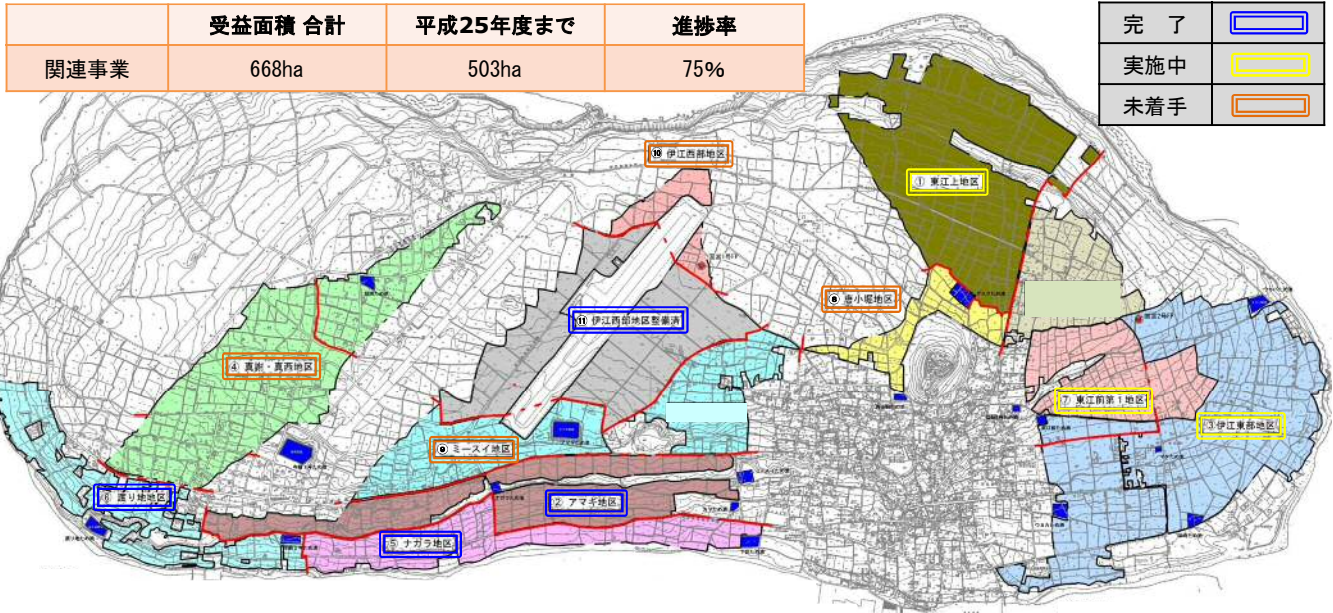 受益面積 合計 平成25年度まで 進捗率
関連事業 668ha 503ha 75%
完 了
実施中
未着手
⑩ 伊江西部地区
① 東江上地区
⑧ 唐小堀地区
⑪ 伊江西部地区整備済
④ 真謝・真西地区
⑦ 東江前第1地区
③伊江東部地区
⑨ ミースイ地区
⑥ 渡り地地区
② アマギ地区
⑤ ナガラ地区